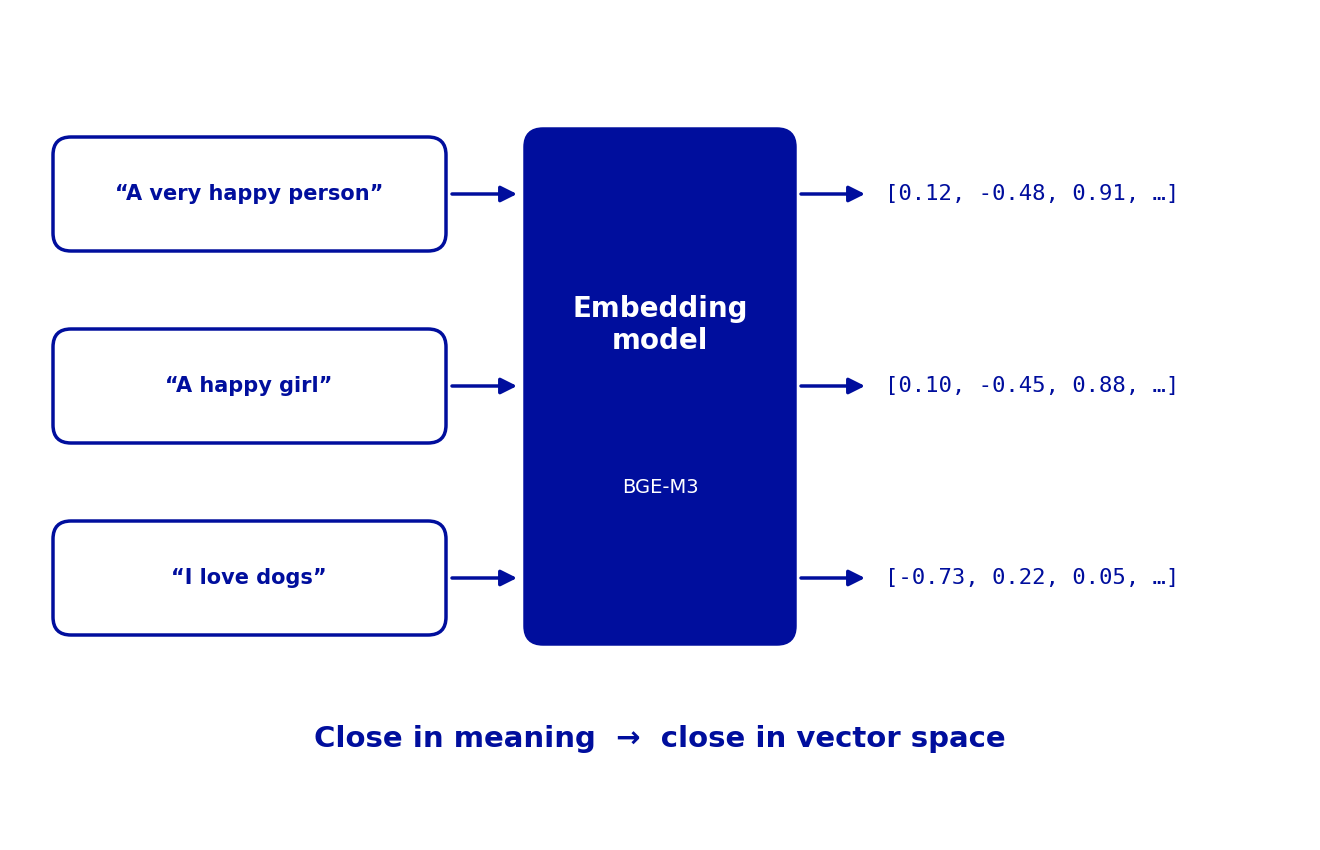 “A very happy person”
[0.12, -0.48, 0.91, …]
Embedding
model
“A happy girl”
[0.10, -0.45, 0.88, …]
BGE-M3
“I love dogs”
[-0.73, 0.22, 0.05, …]
Close in meaning → close in vector space